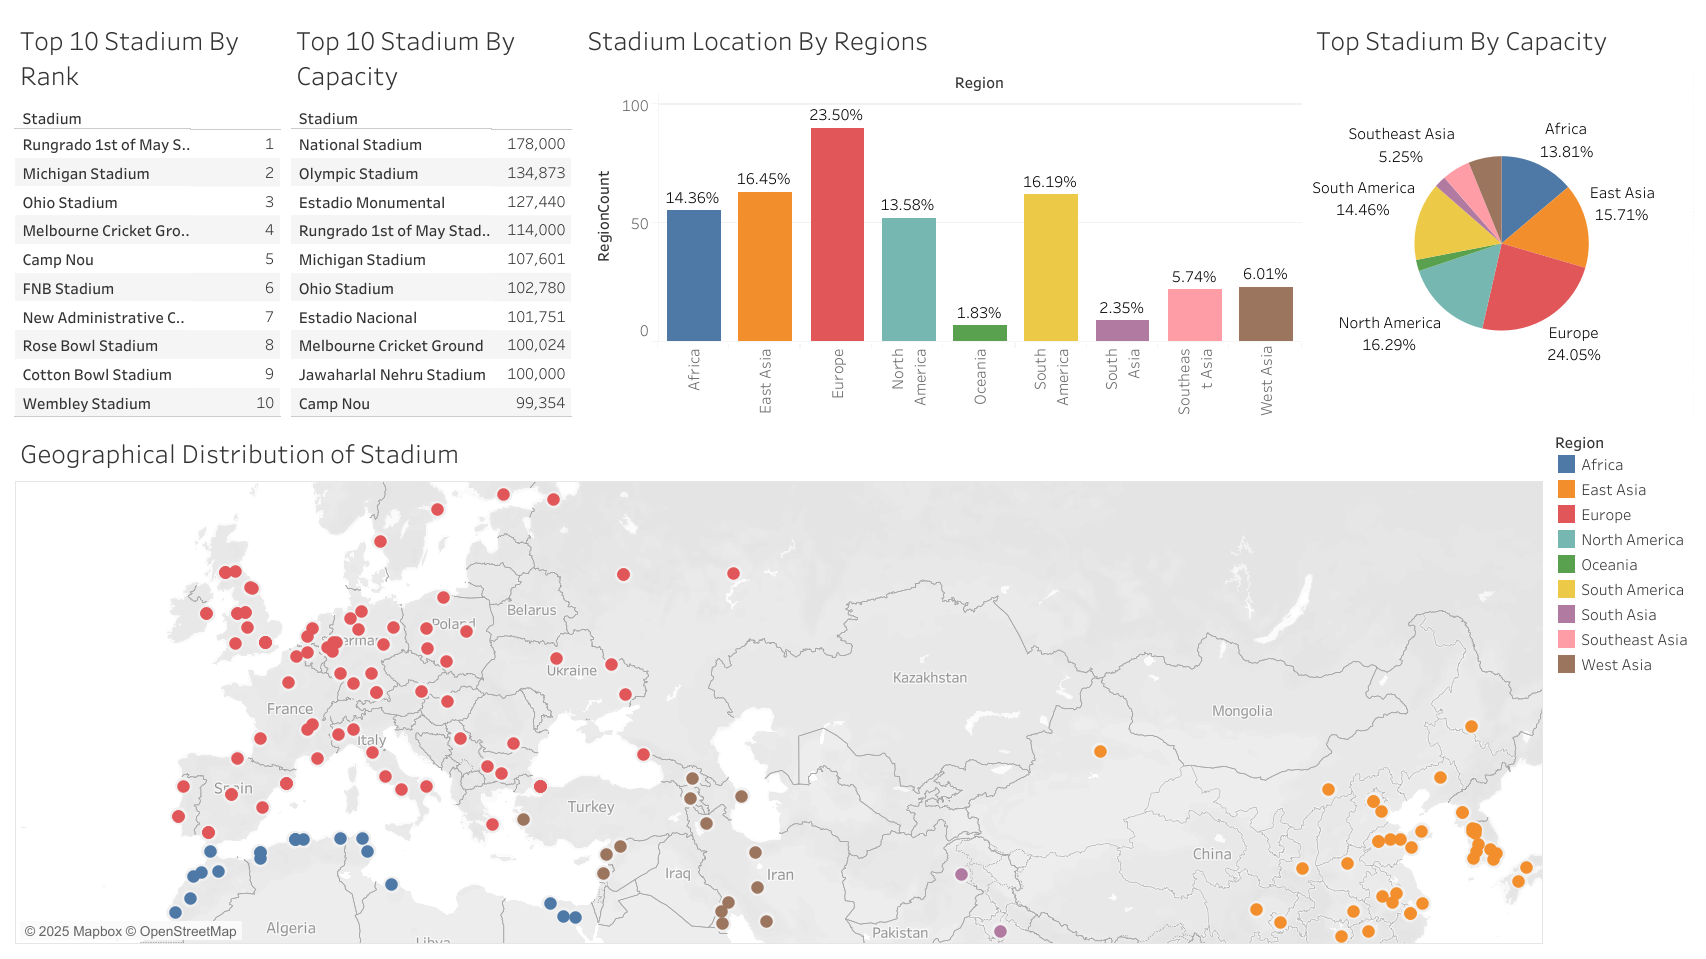 Top 10 Stadium By
Rank
Stadium
Rungrado 1st of May S.. 1
Michigan Stadium 2
Ohio Stadium 3
Melbourne Cricket Gro.. 4
Camp Nou 5
FNB Stadium 6
New Administrative C.. 7
Rose Bowl Stadium 8
Cotton Bowl Stadium 9
Wembley Stadium 10
Top 10 Stadium By
Capacity
Stadium
National Stadium 178,000
Olympic Stadium 134,873
Estadio Monumental 127,440
Rungrado 1st of May Stad.. 114,000
Michigan Stadium 107,601
Ohio Stadium 102,780
Estadio Nacional 101,751
Melbourne Cricket Ground 100,024
Jawaharlal Nehru Stadium 100,000
Camp Nou 99,354
Stadium Location By Regions
Region
RegionCount
100
50
0
14.36%
16.45%
23.50%
13.58%
1.83%
16.19%
2.35%
5.74%
6.01%
Africa
East Asia
Europe
North
America
Oceania
South
America
South
Asia
Southeas
t Asia
West Asia
Top Stadium By Capacity
Southeast Asia
5.25%
Africa
13.81%
South America
14.46%
East Asia
15.71%
North America
16.29%
Europe
24.05%
Geographical Distribution of Stadium
Belarus
Poland
Ukraine
Kazakhstan
Mongolia
France
Italy
Spain
Turkey
China
Iraq
Iran
Algeria
Libya
Pakistan
© 2025 Mapbox © OpenStreetMap
Region
Africa
East Asia
Europe
North America
Oceania
South America
South Asia
Southeast Asia
West Asia